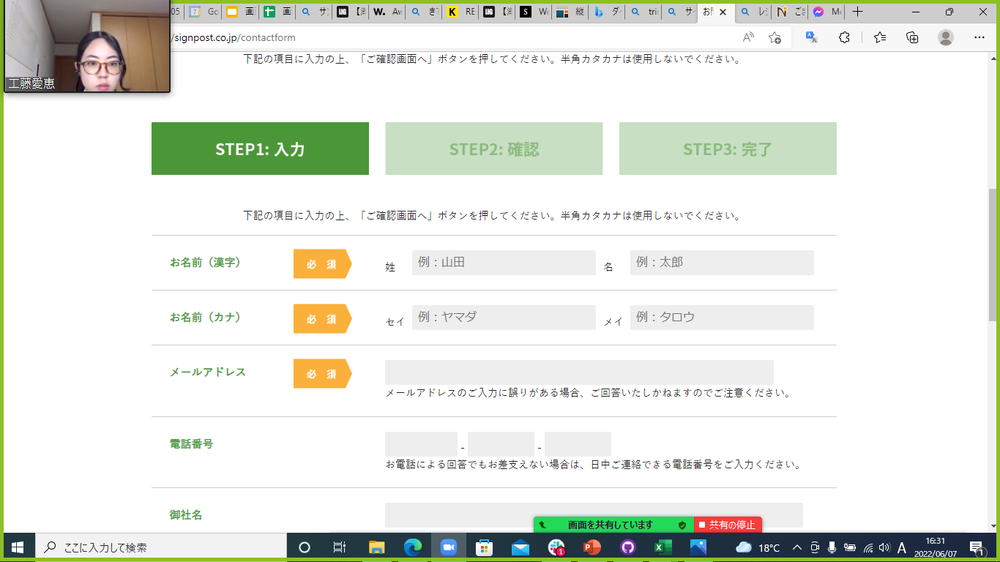 工藤愛恵
05
Gc
画
画
サ
LIG
W.
Aw
K
RE
LIG
S
We
縦
ダ
tri
サ
お問
レ
ごま
Me
/signpost.co.jp/contactform
下記の項目に入力の上、「ご確認画面へ」ボタンを押してください。半角カタカナは使用しないでください。
STEP1: 入力
STEP2: 確認
STEP3: 完了
下記の項目に入力の上、「ご確認画面へ」ボタンを押してください。半角カタカナは使用しないでください。
お名前（漢字） 必 須 姓 例：山田 名 例：太郎
お名前（カナ） 必 須 セイ 例：ヤマダ メイ 例：タロウ
メールアドレス 必 須
メールアドレスのご入力に誤りがある場合、ご回答いたしかねますのでご注意ください。
電話番号 - -
お電話による回答でもお差支えない場合は、日中ご連絡できる電話番号をご入力ください。
御社名
画面を共有しています 共有の停止
ここに入力して検索
1
18°C
A
16:31
2022/06/07
1